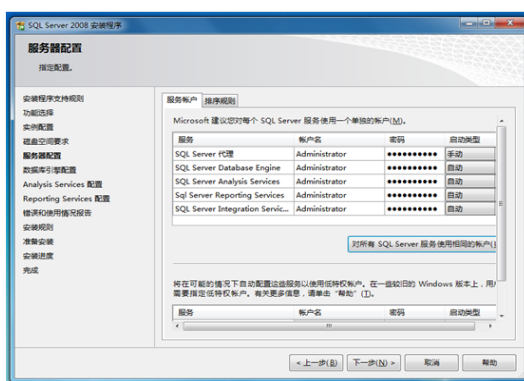 SQL Server 2008 安装程序
服务器配置
指定配置。
安装程序支持规则
功能选择
实例配置
磁盘空间要求
服务器配置
数据库引擎配置
Analysis Services 配置
Reporting Services 配置
错误和使用情况报告
安装规则
准备安装
安装进度
完成
服务帐户 排序规则
Microsoft 建议您对每个 SQL Server 服务使用一个单独的帐户(M)。
服务 帐户名 密码 启动类型
SQL Server 代理 Administrator ●●●●●●●●●● 手动
SQL Server Database Engine Administrator ●●●●●●●●●● 自动
SQL Server Analysis Services Administrator ●●●●●●●●●● 自动
Sql Server Reporting Services Administrator ●●●●●●●●●● 自动
SQL Server Integration Servic... Administrator ●●●●●●●●●● 自动
对所有 SQL Server 服务使用相同的帐户(
将在可能的情况下自动配置这些服务以使用低特权帐户。在一些较旧的 Windows 版本上，用
需要指定低特权帐户。有关更多信息，请单击“帮助”(I)。
服务 帐户名 密码 启动类型
< 上一步(B) 下一步(N) > 取消 帮助